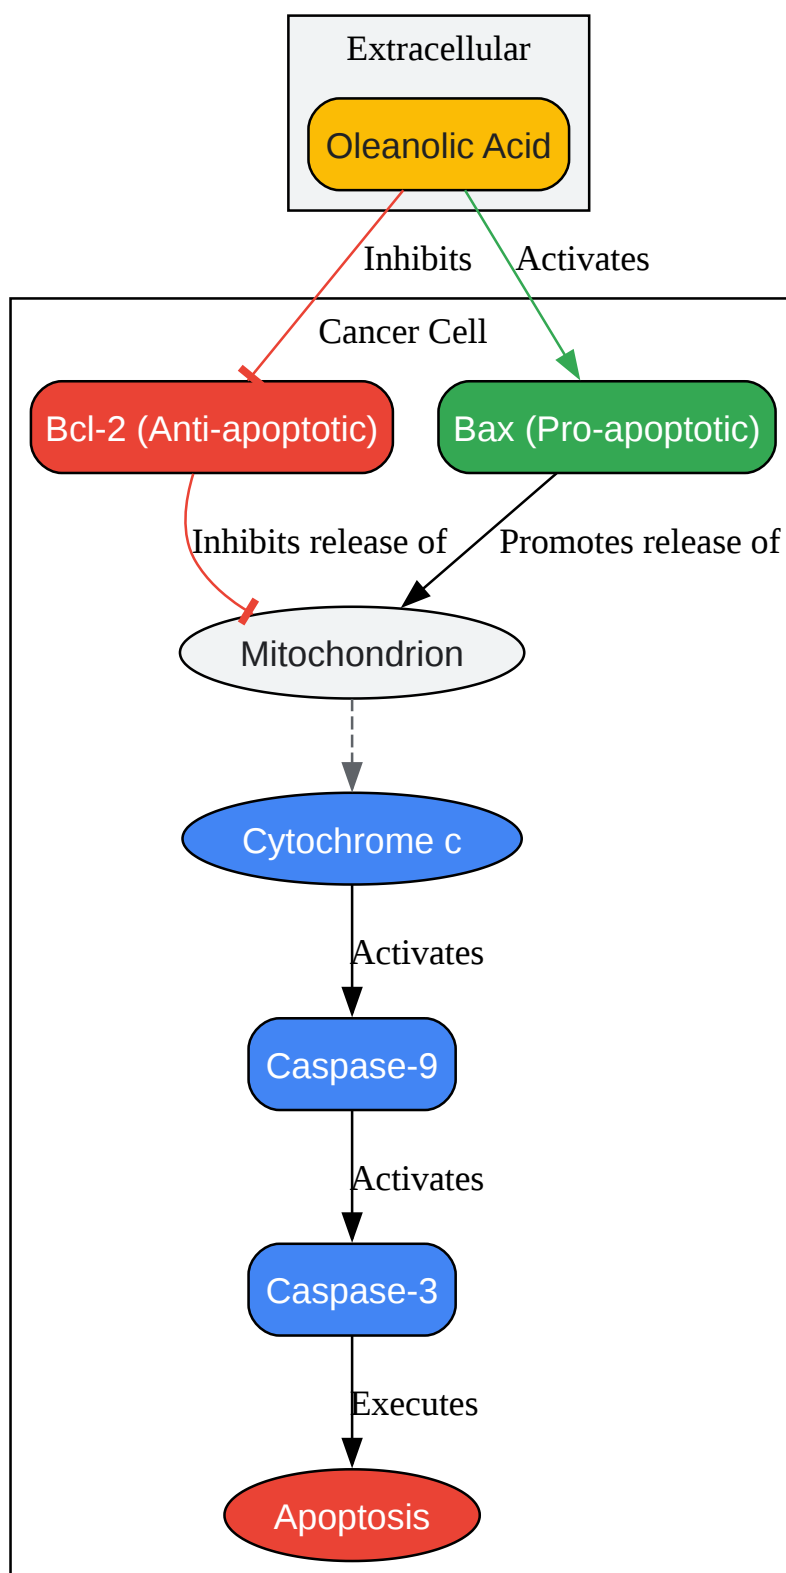 Extracellular
Oleanolic Acid
Inhibits
Activates
Cancer Cell
Bcl-2 (Anti-apoptotic)
Bax (Pro-apoptotic)
Inhibits release of
Promotes release of
Mitochondrion
Cytochrome c
Activates
Caspase-9
Activates
Caspase-3
Executes
Apoptosis